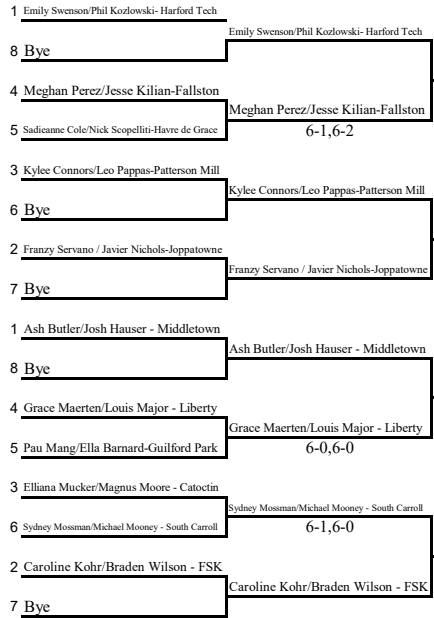 1 Emily Swenson/Phil Kozlowski- Harford Tech
Emily Swenson/Phil Kozlowski- Harford Tech
8 Bye
4 Meghan Perez/Jesse Kilian-Fallston
Meghan Perez/Jesse Kilian-Fallston
5 Sadieanne Cole/Nick Scopelliti-Havre de Grace
6-1,6-2
3 Kylee Connors/Leo Pappas-Patterson Mill
Kylee Connors/Leo Pappas-Patterson Mill
6 Bye
2 Franzy Servano / Javier Nichols-Joppatowne
Franzy Servano / Javier Nichols-Joppatowne
7 Bye
1 Ash Butler/Josh Hauser - Middletown
Ash Butler/Josh Hauser - Middletown
8 Bye
4 Grace Maerten/Louis Major - Liberty
Grace Maerten/Louis Major - Liberty
5 Pau Mang/Ella Barnard-Guilford Park
6-0,6-0
3 Elliana Mucker/Magnus Moore - Catoctin
Sydney Mossman/Michael Mooney - South Carroll
6 Sydney Mossman/Michael Mooney - South Carroll
6-1,6-0
2 Caroline Kohr/Braden Wilson - FSK
Caroline Kohr/Braden Wilson - FSK
7 Bye